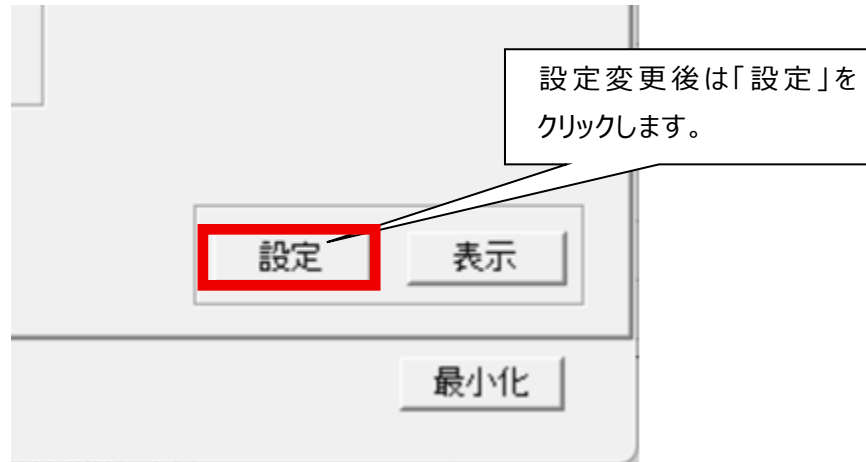 設定変更後は「設定」を
クリックします。
設定
表示
最小化